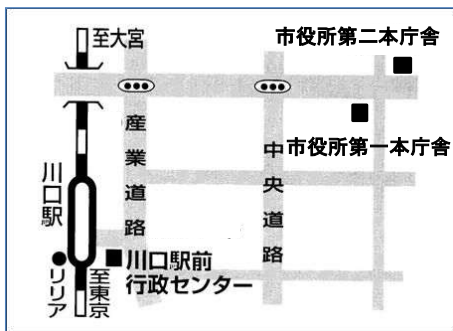 至大宮
市役所第二本庁舎
市役所第一本庁舎
産業道路
中央道路
川口駅
川口駅前
行政センター
リリア
至東京